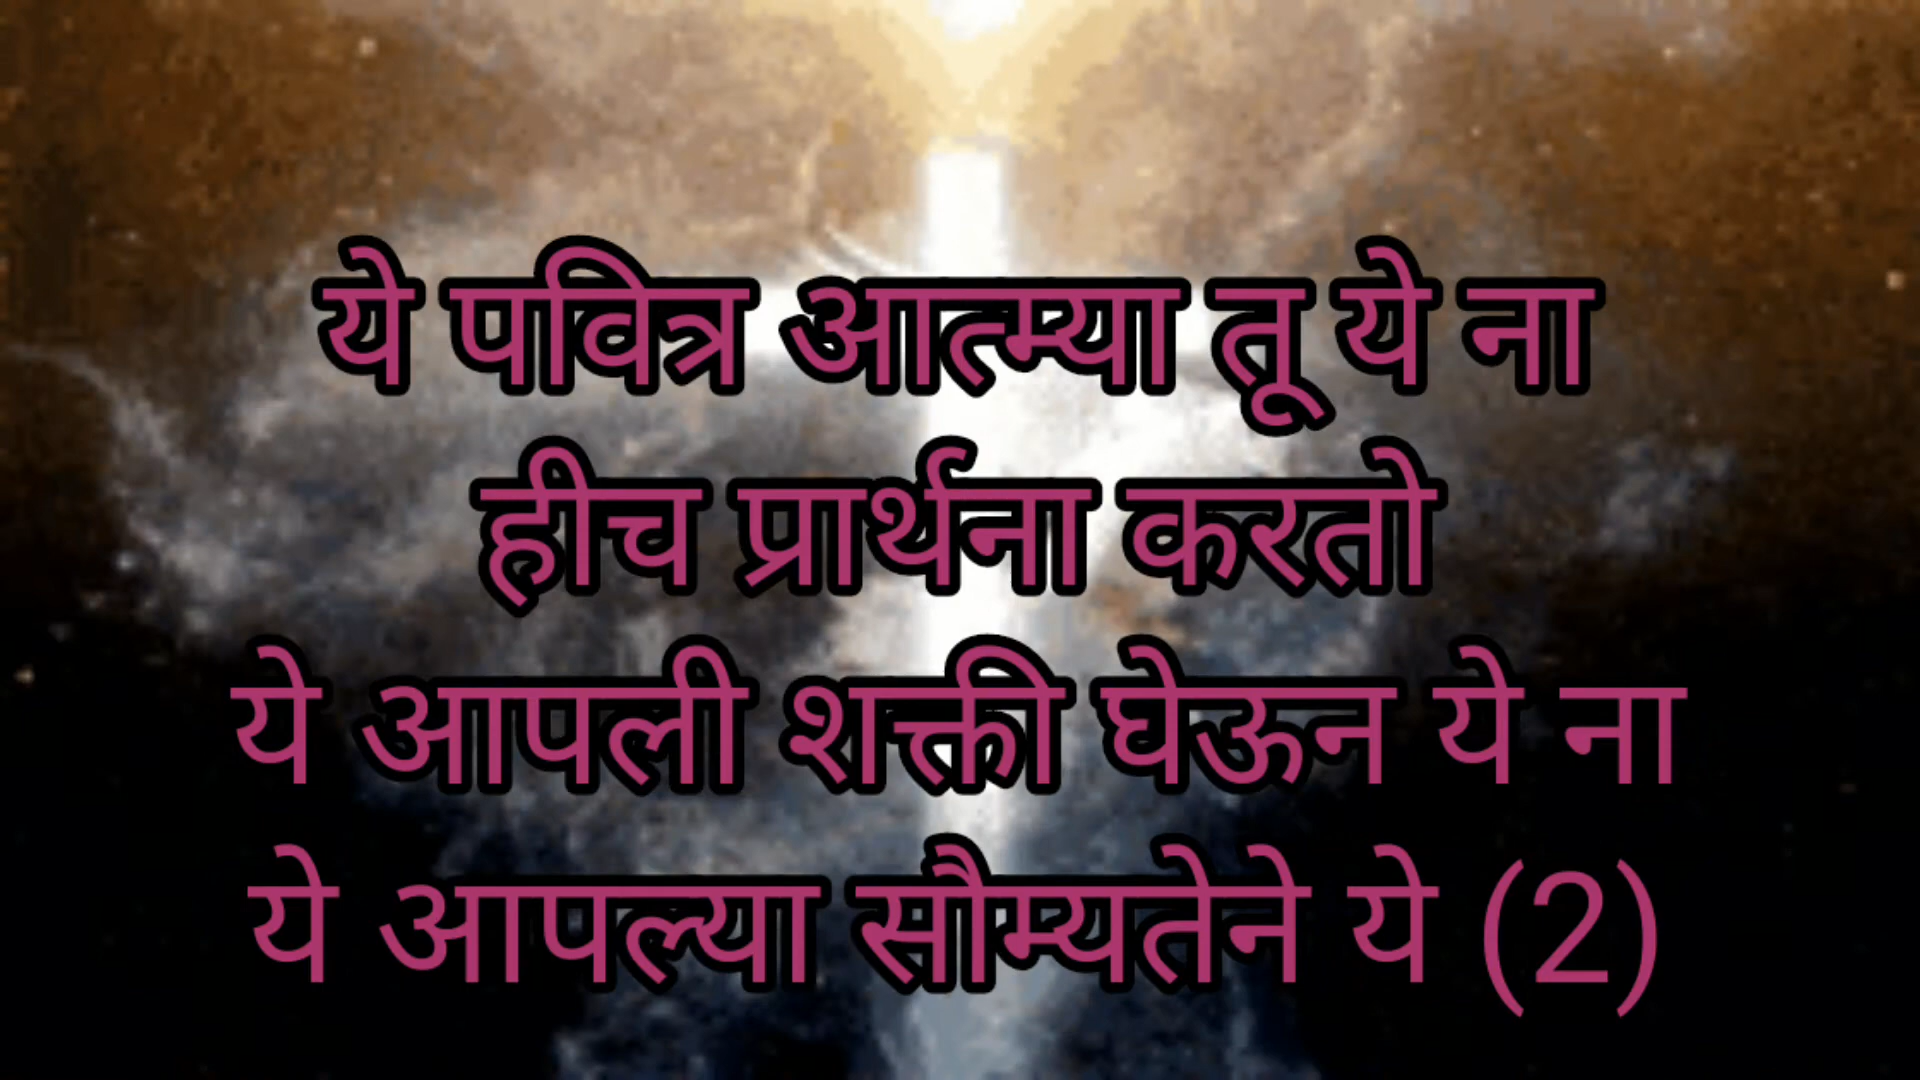 ये पवित्र आत्म्या तू ये ना
हीच प्रार्थना करतो
ये आपली शक्ती घेऊन ये ना
ये आपल्या सौम्यतेने ये (2)